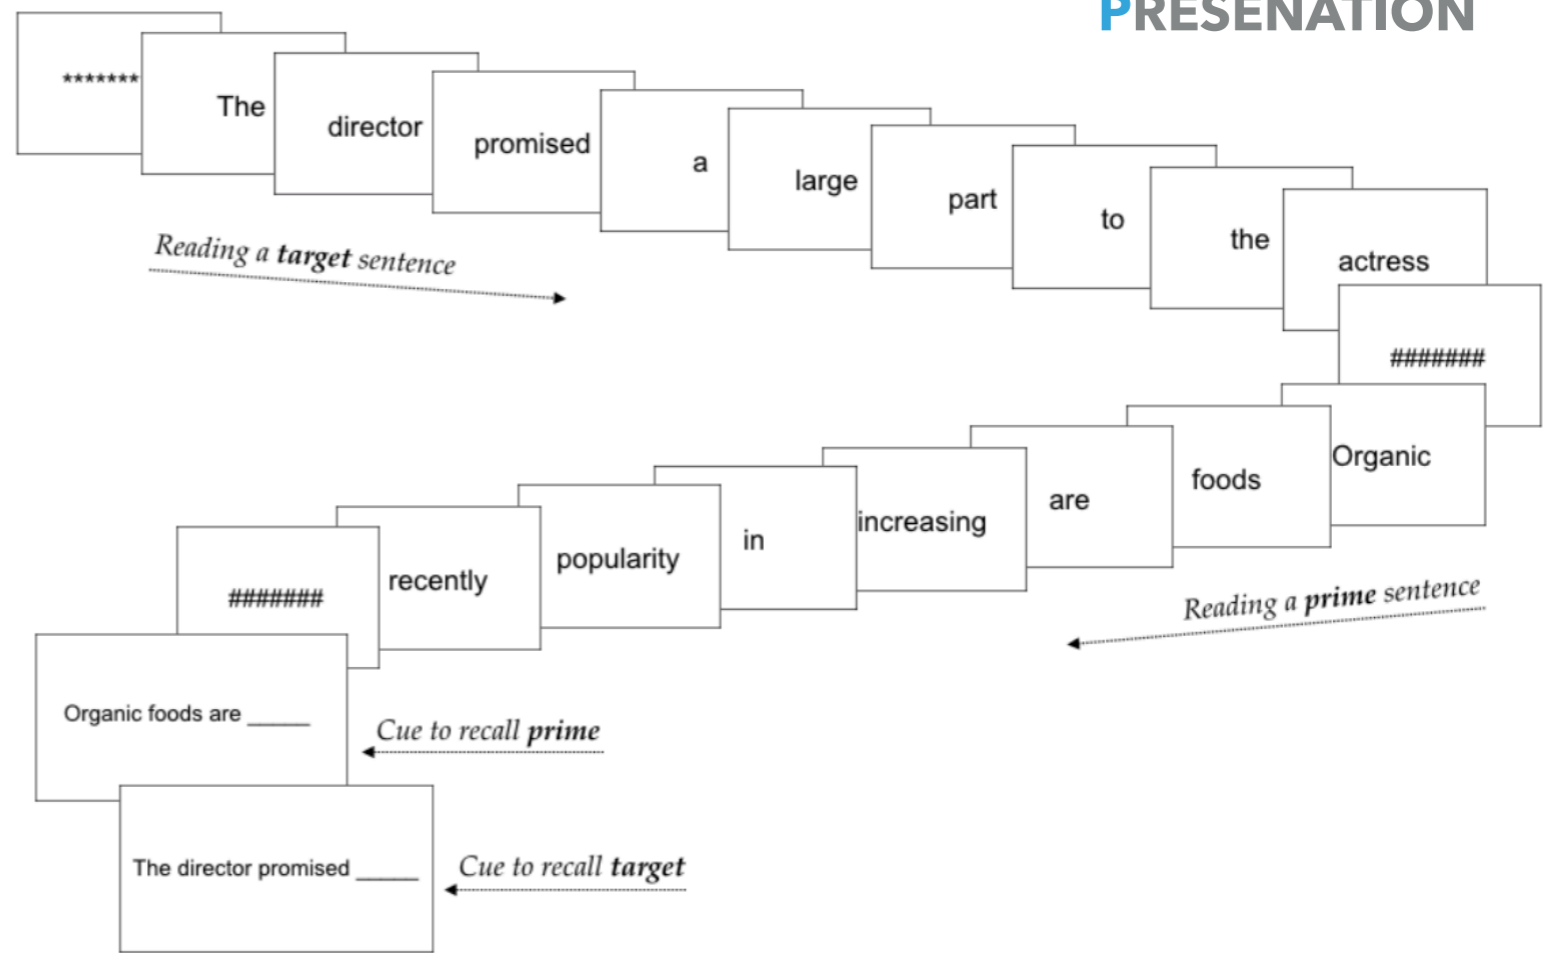 PRESENATION
*******
The
director
promised
a
large
part
to
the
actress
Reading a target sentence
#######
Organic
foods
are
increasing
in
popularity
recently
#######
Reading a prime sentence
Organic foods are _____
Cue to recall prime
The director promised _____
Cue to recall target